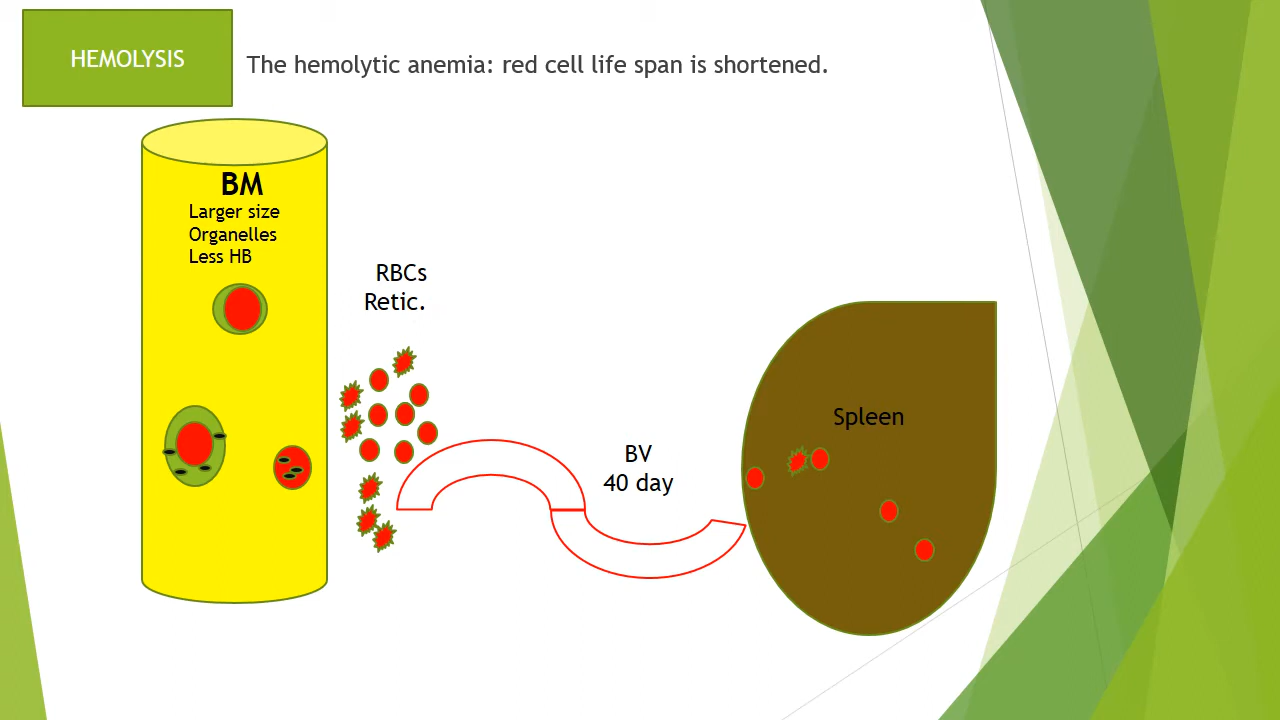 HEMOLYSIS
The hemolytic anemia: red cell life span is shortened.
BM
Larger size
Organelles
Less HB
RBCs
Retic.
BV
40 day
Spleen